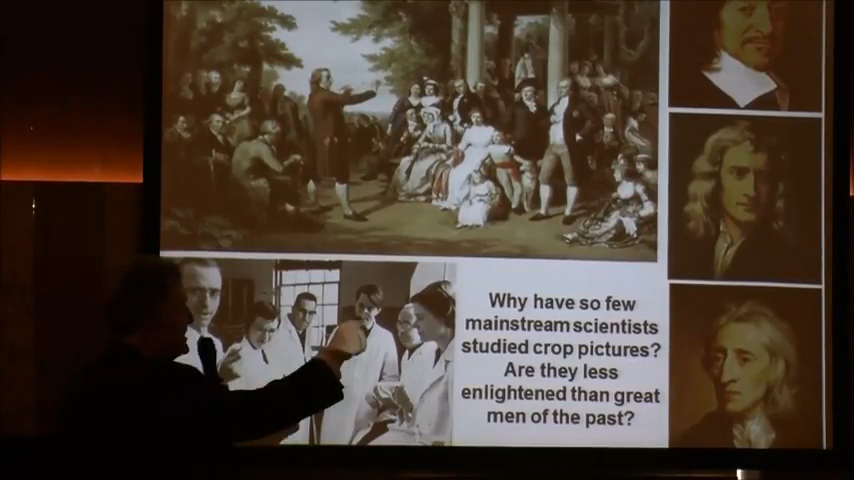 Why have so few
mainstream scientists
studied crop pictures?
Are they less
enlightened than great
men of the past?